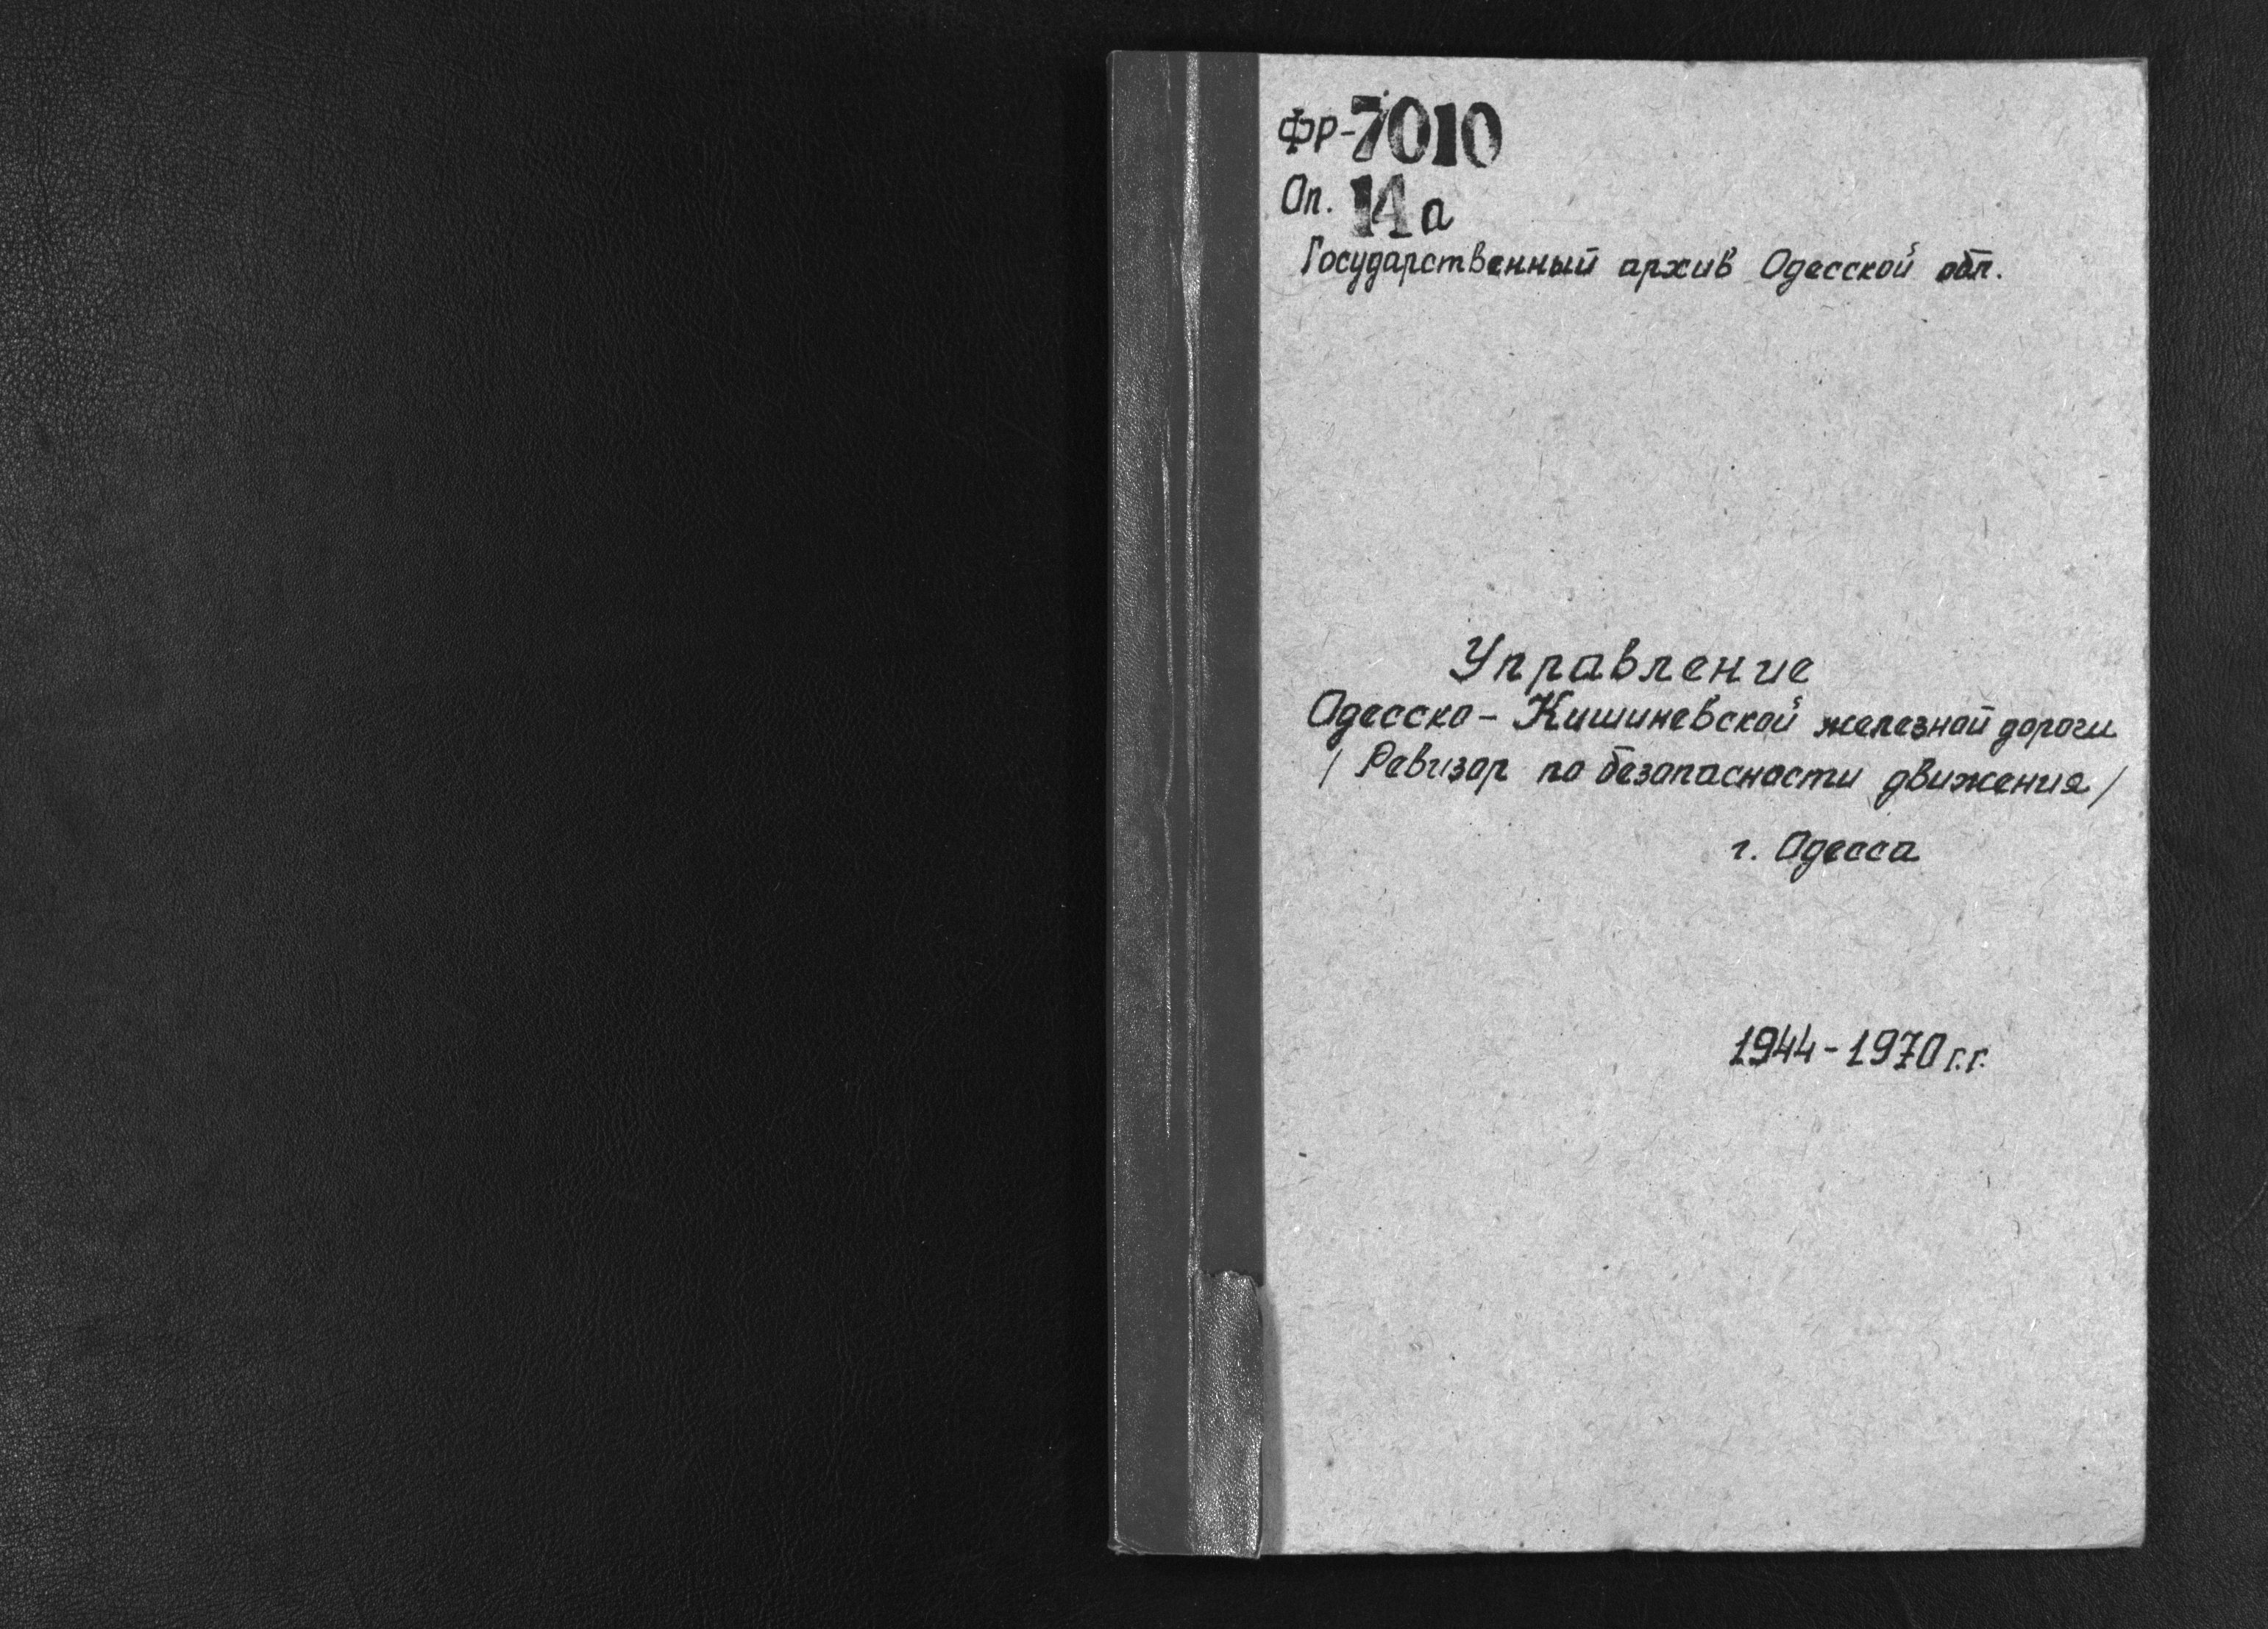 ФР-7010
Оп. 14а
Государственный архив Одесской обл.
Управление
Одесско-Кишиневской железной дороги
/Ревизор по безопасности движения/
г. Одесса
1944-1970 г.г.